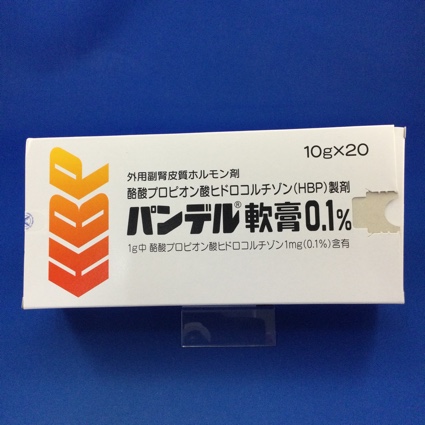 HBP
10g×20
外用副腎皮質ホルモン剤
酪酸プロピオン酸ヒドロコルチゾン(HBP)製剤
パンデル®軟膏0.1%
1g中 酪酸プロピオン酸ヒドロコルチゾン1mg(0.1%)含有